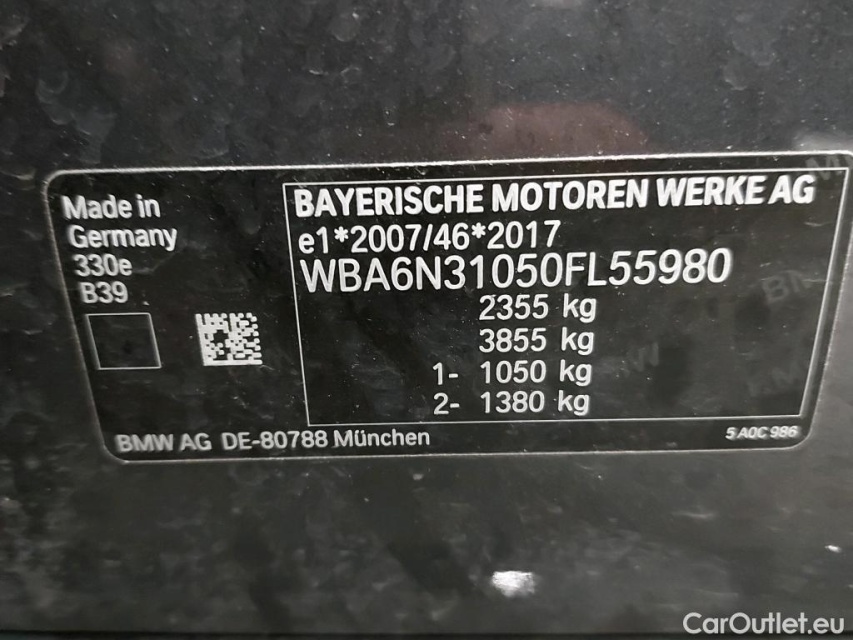 Made in
Germany
330e
B39
BAYERISCHE MOTOREN WERKE AG
e1*2007/46*2017
WBA6N31050FL55980
2355 kg
3855 kg
1- 1050 kg
2- 1380 kg
BMW AG DE-80788 München
5 A0C 986
CarOutlet.eu